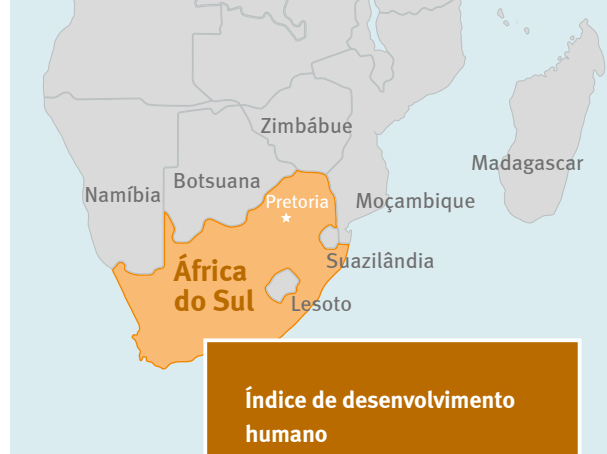 Zimbábue
Madagascar
Botsuana
Namíbia
Pretoria
Moçambique
Suazilândia
África
do Sul
Lesoto
Índice de desenvolvimento
humano